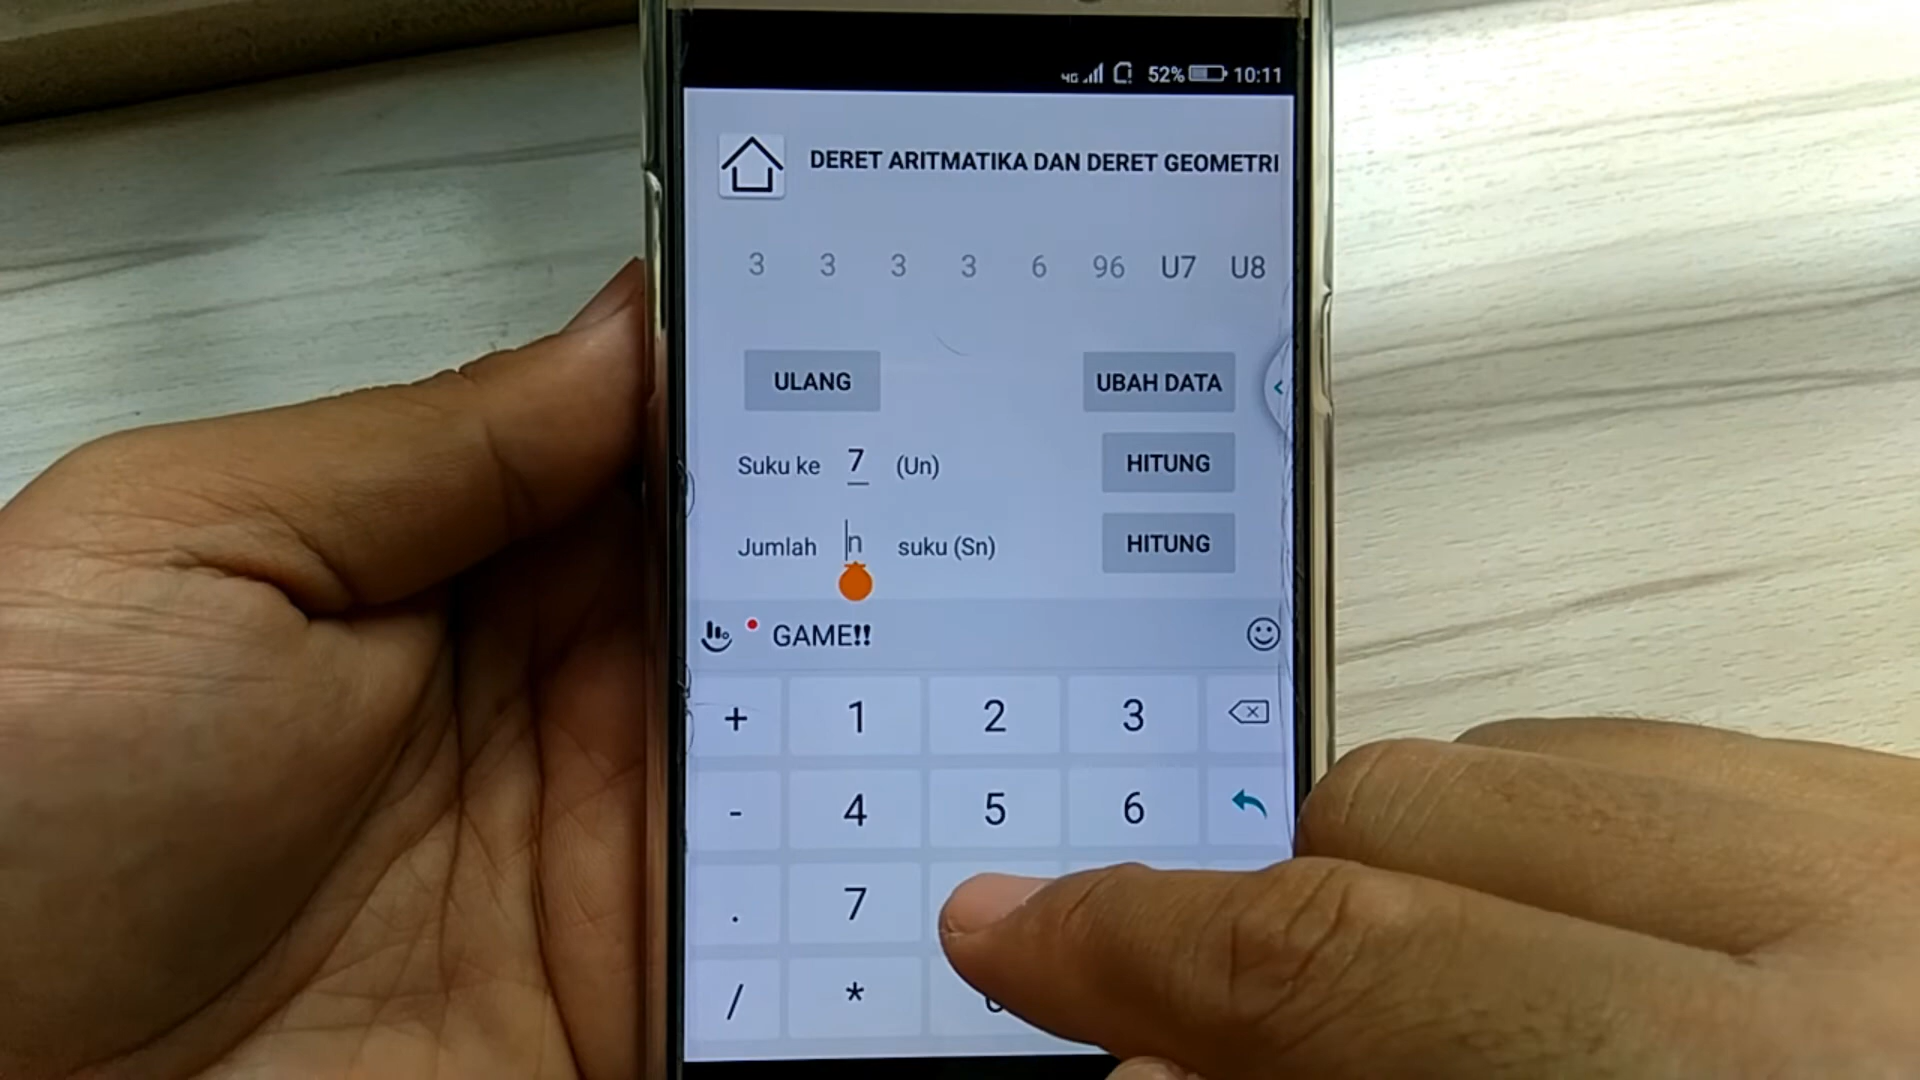 4G 52% 10:11
DERET ARITMATIKA DAN DERET GEOMETRI
3 3 3 3 6 96 U7 U8
ULANG UBAH DATA
Suku ke 7 (Un) HITUNG
Jumlah n suku (Sn) HITUNG
GAME!!
+ 1 2 3
- 4 5 6
. 7
/ *